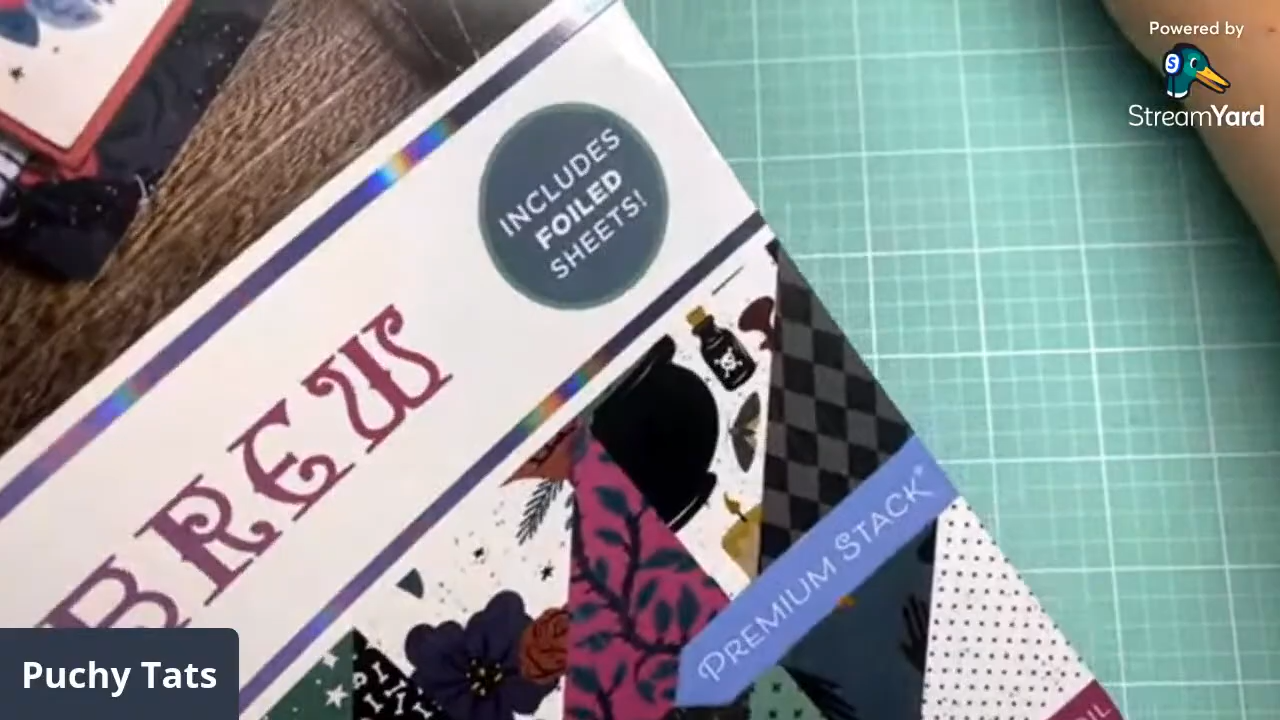 Powered by
StreamYard
INCLUDES
FOILED
SHEETS!
BREW
PREMIUM STACK®
Puchy Tats